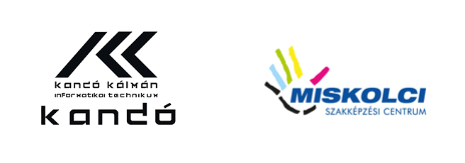 kandó kálmán
informatikai technikum
kandó
MISKOLCI
SZAKKÉPZÉSI CENTRUM